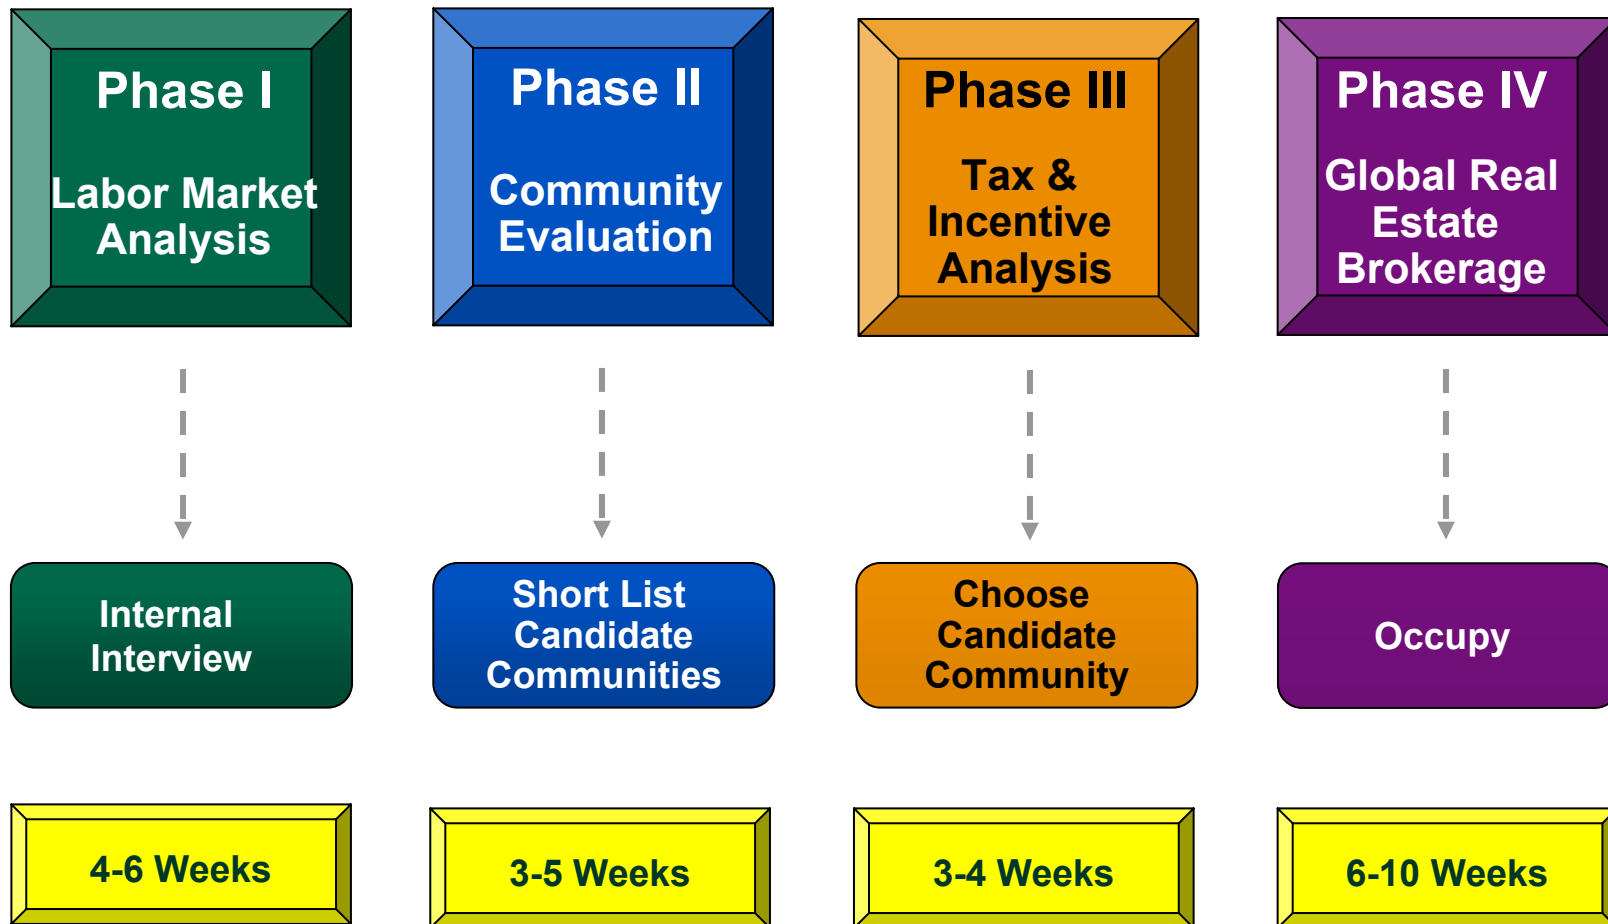 Phase I
Labor Market
Analysis
Phase II
Community
Evaluation
Phase III
Tax &
Incentive
Analysis
Phase IV
Global Real
Estate
Brokerage
Internal
Interview
Short List
Candidate
Communities
Choose
Candidate
Community
Occupy
4-6 Weeks
3-5 Weeks
3-4 Weeks
6-10 Weeks